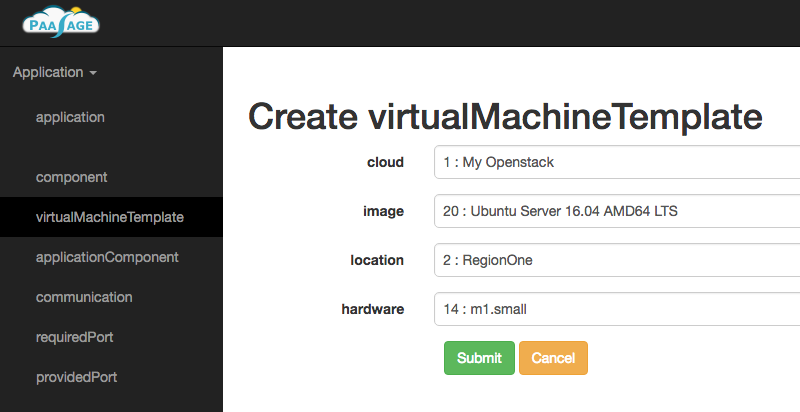 PAASAGE
Application
application
component
virtualMachineTemplate
applicationComponent
communication
requiredPort
providedPort
Create virtualMachineTemplate
cloud 1 : My Openstack
image 20 : Ubuntu Server 16.04 AMD64 LTS
location 2 : RegionOne
hardware 14 : m1.small
Submit Cancel